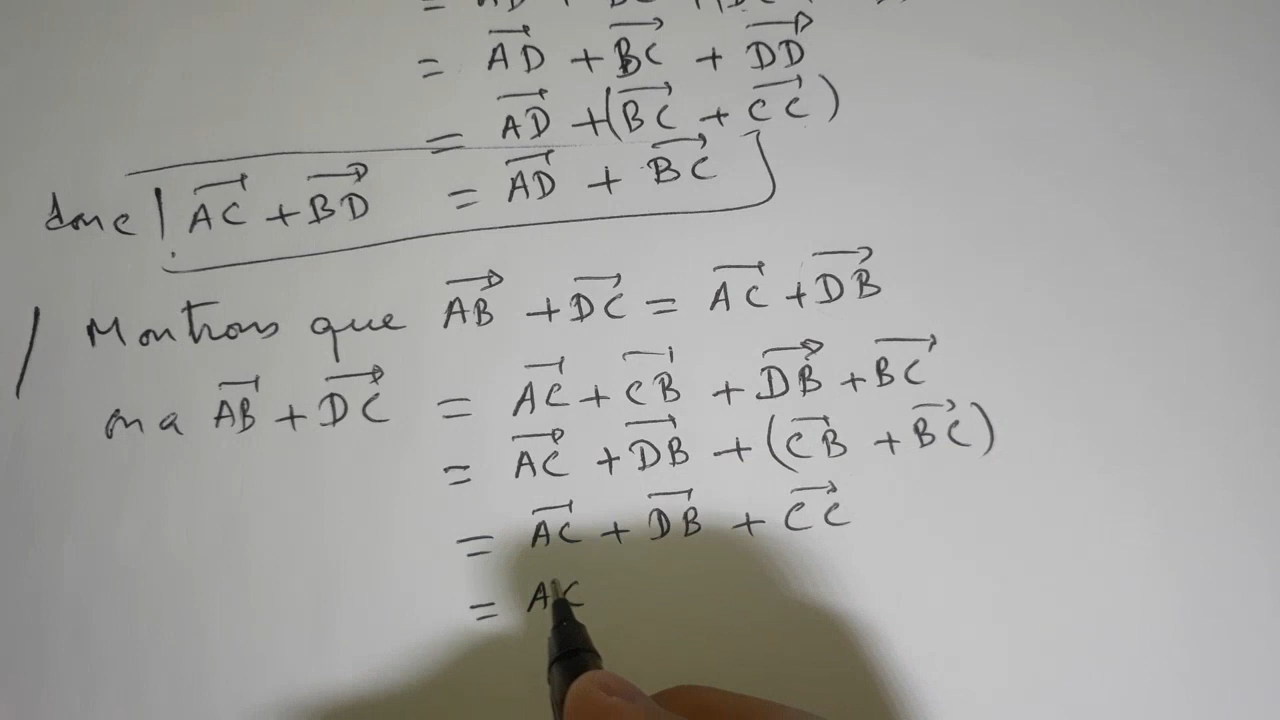 = AD + BC + DD
= AD + (BC + CC)
donc AC + BD = AD + BC
/ Montrons que AB + DC = AC + DB
on a AB + DC = AC + CB + DB + BC
= AC + DB + (CB + BC)
= AC + DB + CC
= AC